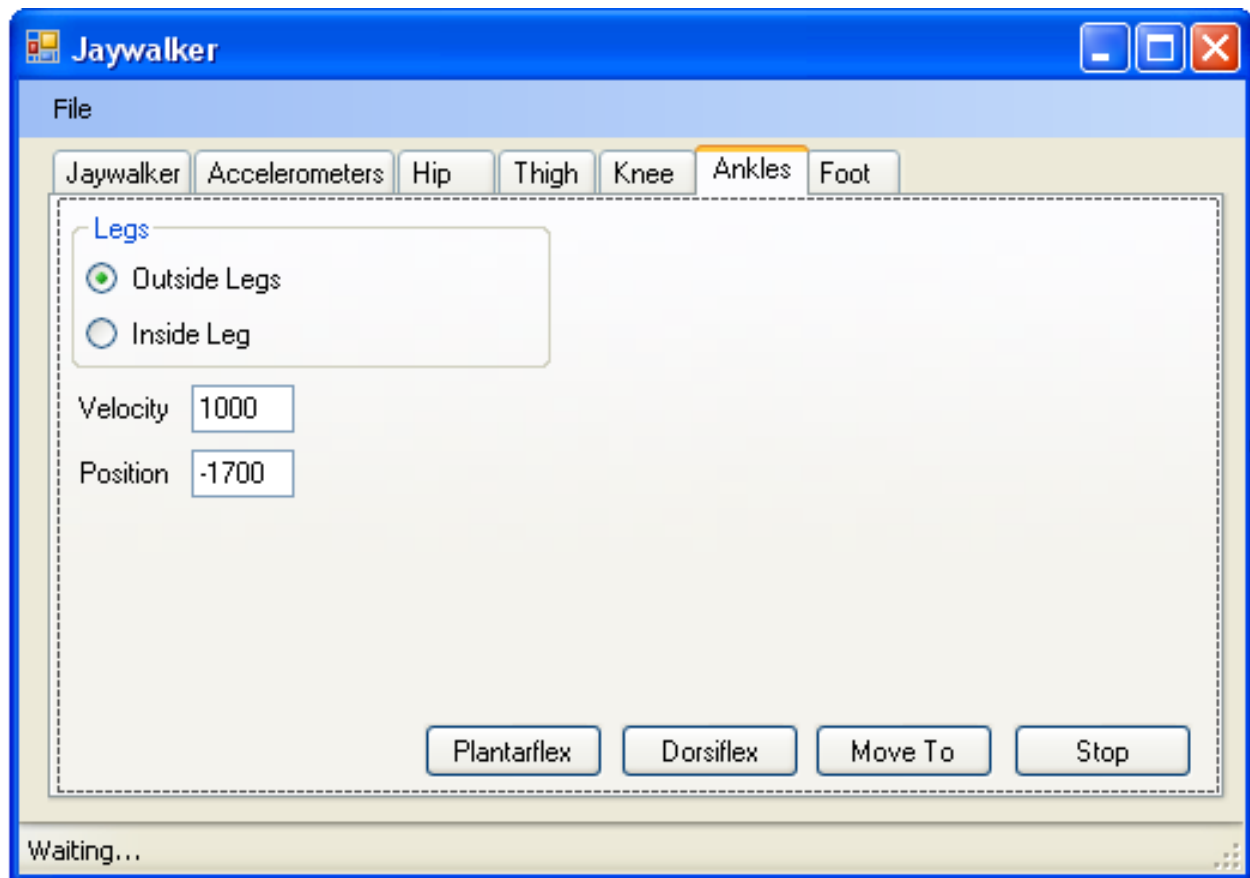 Jaywalker
File
Jaywalker Accelerometers Hip Thigh Knee Ankles Foot
Legs
Outside Legs
Inside Leg
Velocity 1000
Position -1700
Plantarflex Dorsiflex Move To Stop
Waiting...